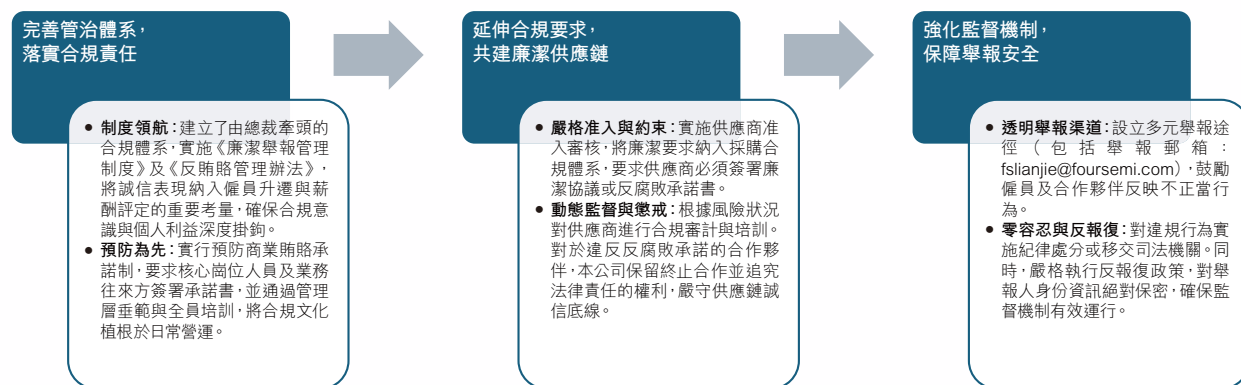 完善管治體系，
落實合規責任
● 制度領航：建立了由總裁牽頭的
合規體系，實施《廉潔舉報管理
制度》及《反賄賂管理辦法》，
將誠信表現納入僱員升遷與薪
酬評定的重要考量，確保合規意
識與個人利益深度掛鈎。
● 預防為先：實行預防商業賄賂承
諾制，要求核心崗位人員及業務
往來方簽署承諾書，並通過管理
層垂範與全員培訓，將合規文化
植根於日常營運。
延伸合規要求，
共建廉潔供應鏈
● 嚴格准入與約束：實施供應商准
入審核，將廉潔要求納入採購合
規體系，要求供應商必須簽署廉
潔協議或反腐敗承諾書。
● 動態監督與懲戒：根據風險狀況
對供應商進行合規審計與培訓。
對於違反反腐敗承諾的合作夥
伴，本公司保留終止合作並追究
法律責任的權利，嚴守供應鏈誠
信底線。
強化監督機制，
保障舉報安全
● 透明舉報渠道：設立多元舉報途
徑（包括舉報郵箱：
fslianjie@foursemi.com），鼓勵
僱員及合作夥伴反映不正當行
為。
● 零容忍與反報復：對違規行為實
施紀律處分或移交司法機關。同
時，嚴格執行反報復政策，對舉
報人身份資訊絕對保密，確保監
督機制有效運行。